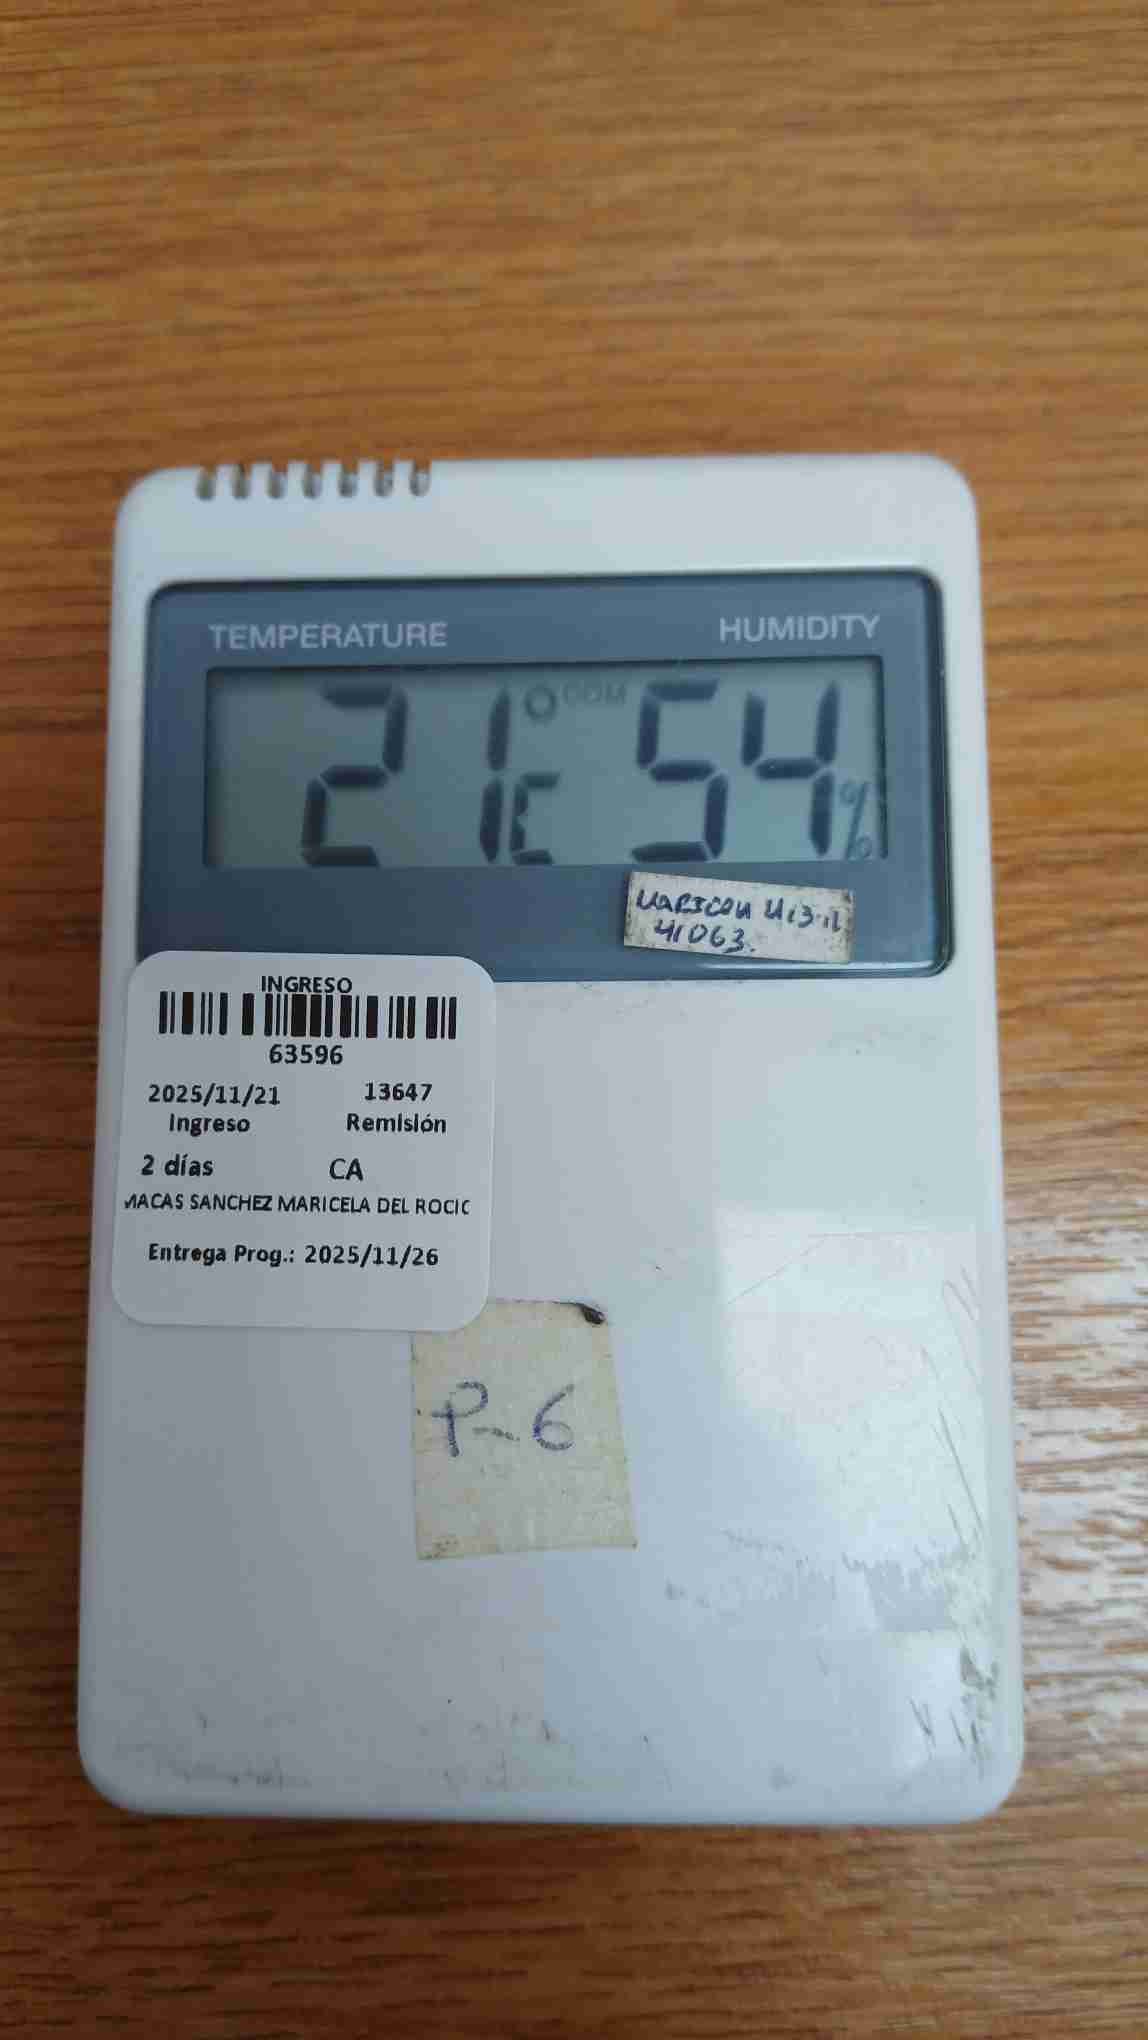 TEMPERATURE HUMIDITY
21°C COM 54%
41063.
INGRESO
63596
2025/11/21 13647
Ingreso Remisión
2 días CA
MACAS SANCHEZ MARICELA DEL ROCIO
Entrega Prog.: 2025/11/26
P-6